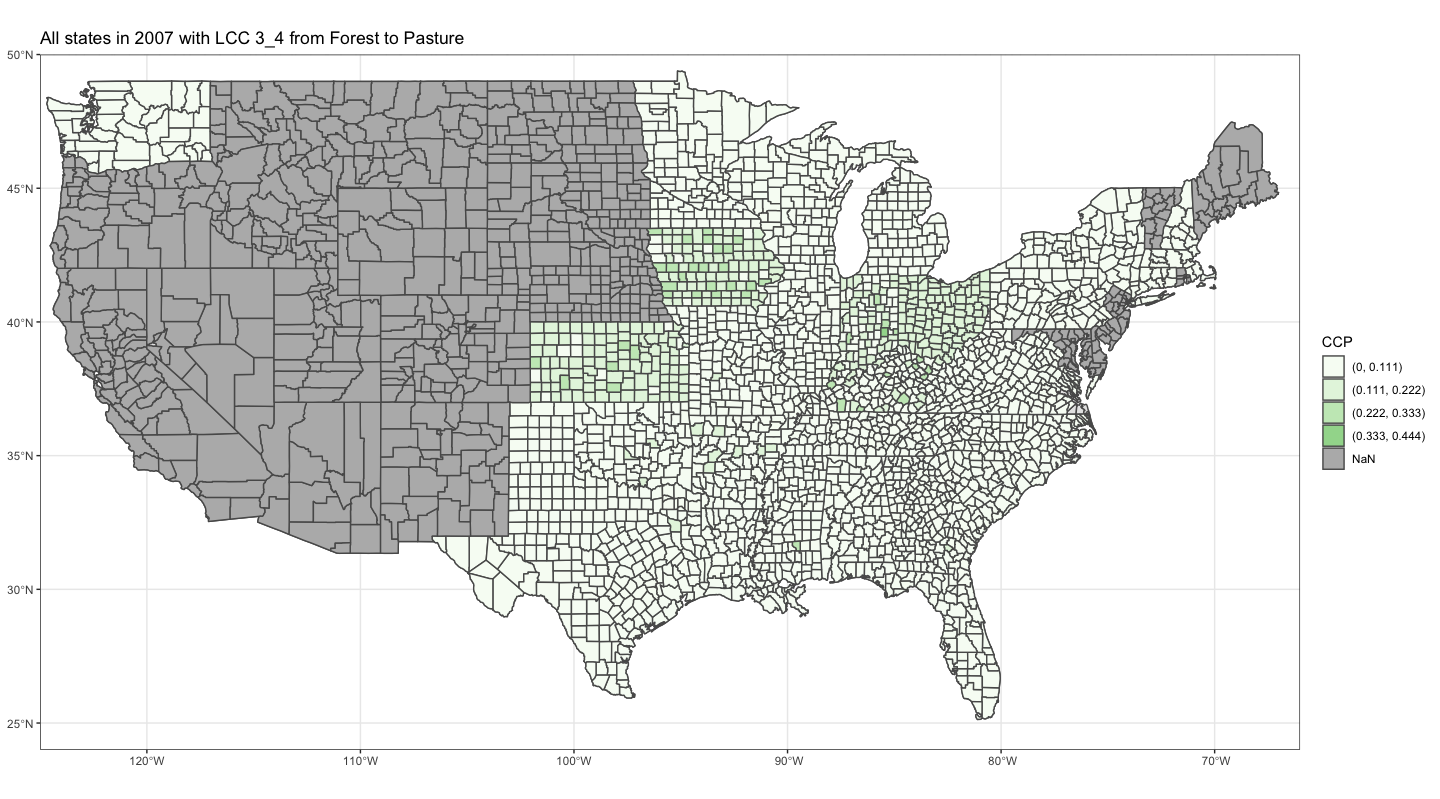 All states in 2007 with LCC 3_4 from Forest to Pasture
50°N
45°N
40°N
35°N
30°N
25°N
120°W
110°W
100°W
90°W
80°W
70°W
CCP
(0, 0.111)
(0.111, 0.222)
(0.222, 0.333)
(0.333, 0.444)
NaN